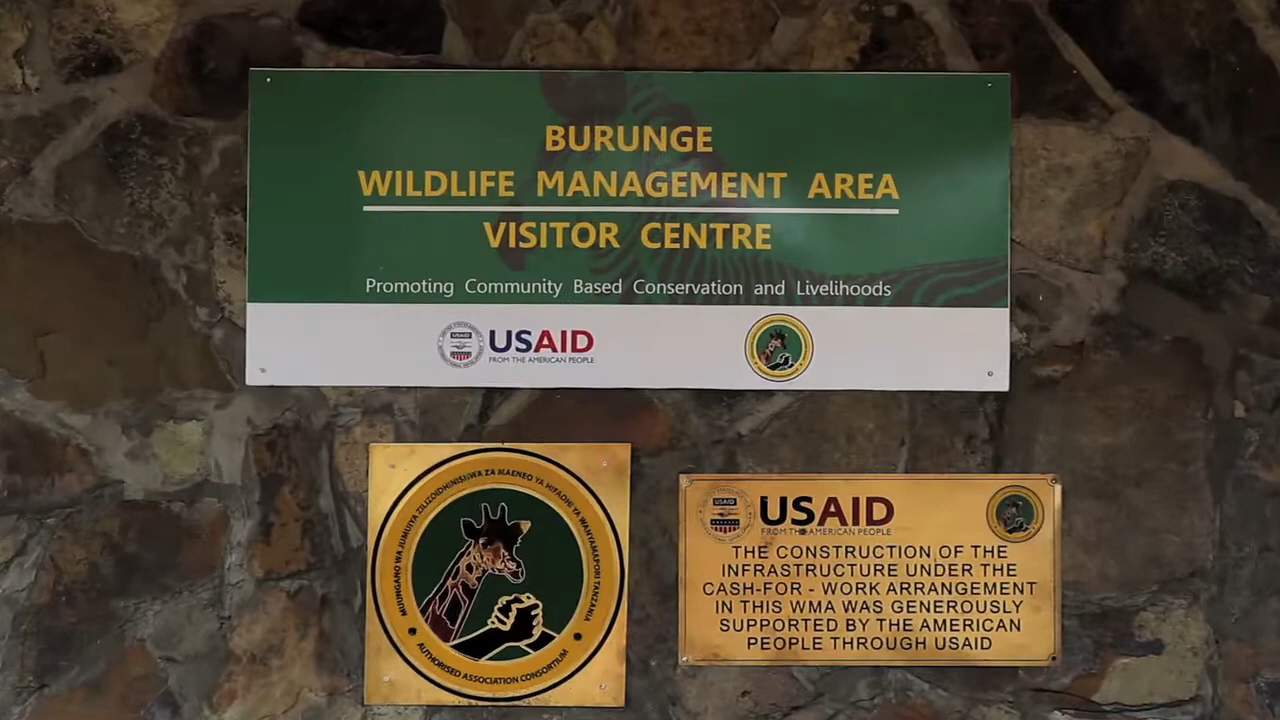 BURUNGE
WILDLIFE MANAGEMENT AREA
VISITOR CENTRE
Promoting Community Based Conservation and Livelihoods
USAID
USAID
FROM THE AMERICAN PEOPLE
MUUNGANO WA JUMUIYA ZILIZOIDHINISHWA ZA MAENEO YA HIFADHI YA WANYAMAPORI TANZANIA
AUTHORISED ASSOCIATION CONSORTIUM
USAID
USAID
FROM THE AMERICAN PEOPLE
THE CONSTRUCTION OF THE
INFRASTRUCTURE UNDER THE
CASH-FOR - WORK ARRANGEMENT
IN THIS WMA WAS GENEROUSLY
SUPPORTED BY THE AMERICAN
PEOPLE THROUGH USAID